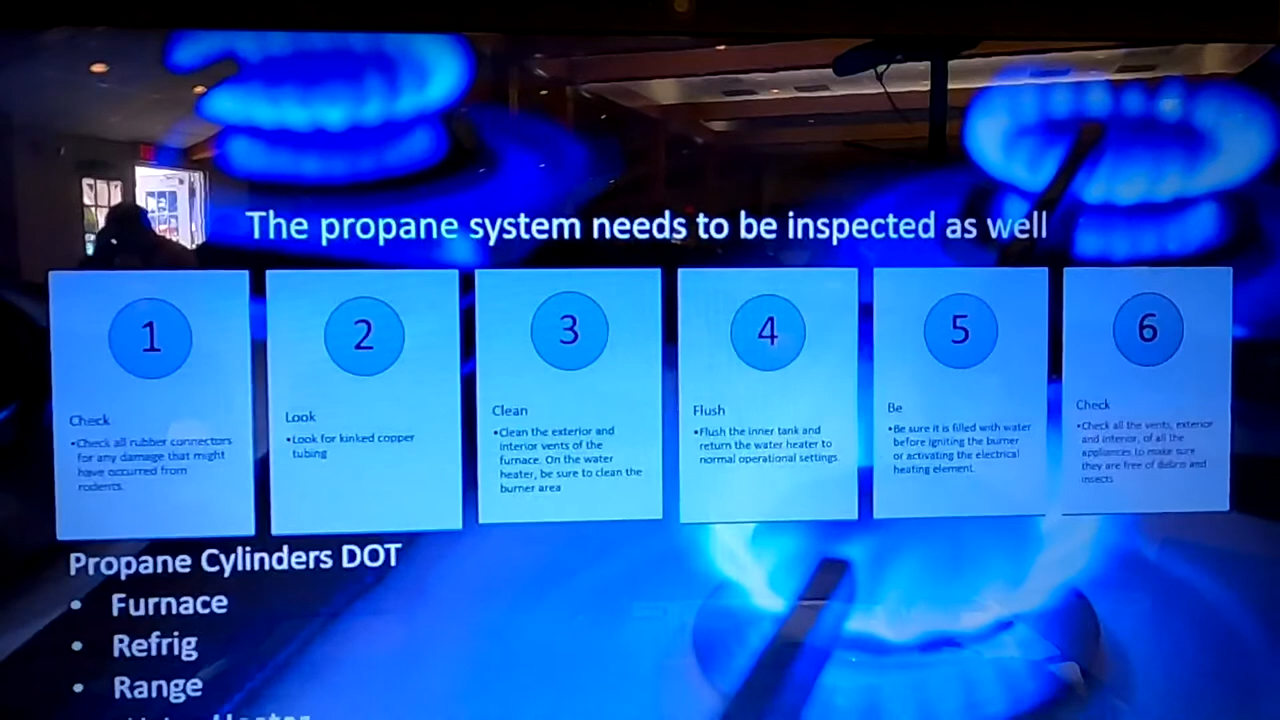 The propane system needs to be inspected as well
1
Check
•Check all rubber connectors
for any damage that might
have occurred from
rodents.
2
Look
•Look for kinked copper
tubing
3
Clean
•Clean the exterior and
interior vents of the
furnace. On the water
heater, be sure to clean the
burner area
4
Flush
•Flush the inner tank and
return the water heater to
normal operational settings.
5
Be
•Be sure it is filled with water
before igniting the burner
or activating the electrical
heating element.
6
Check
•Check all the vents, exterior
and interior, of all the
appliances to make sure
they are free of debris and
insects
Propane Cylinders DOT
• Furnace
• Refrig
• Range